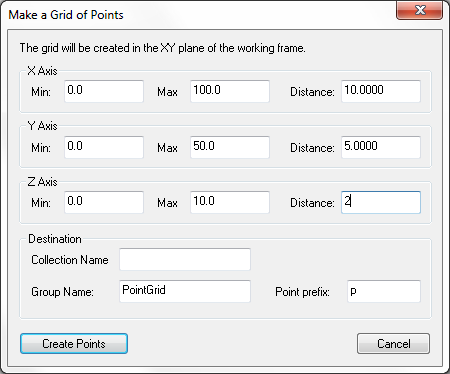 Make a Grid of Points
The grid will be created in the XY plane of the working frame.
X Axis
Min: 0.0 Max 100.0 Distance: 10.0000
Y Axis
Min: 0.0 Max 50.0 Distance: 5.0000
Z Axis
Min: 0.0 Max 10.0 Distance: 2
Destination
Collection Name
Group Name: PointGrid Point prefix: p
Create Points Cancel